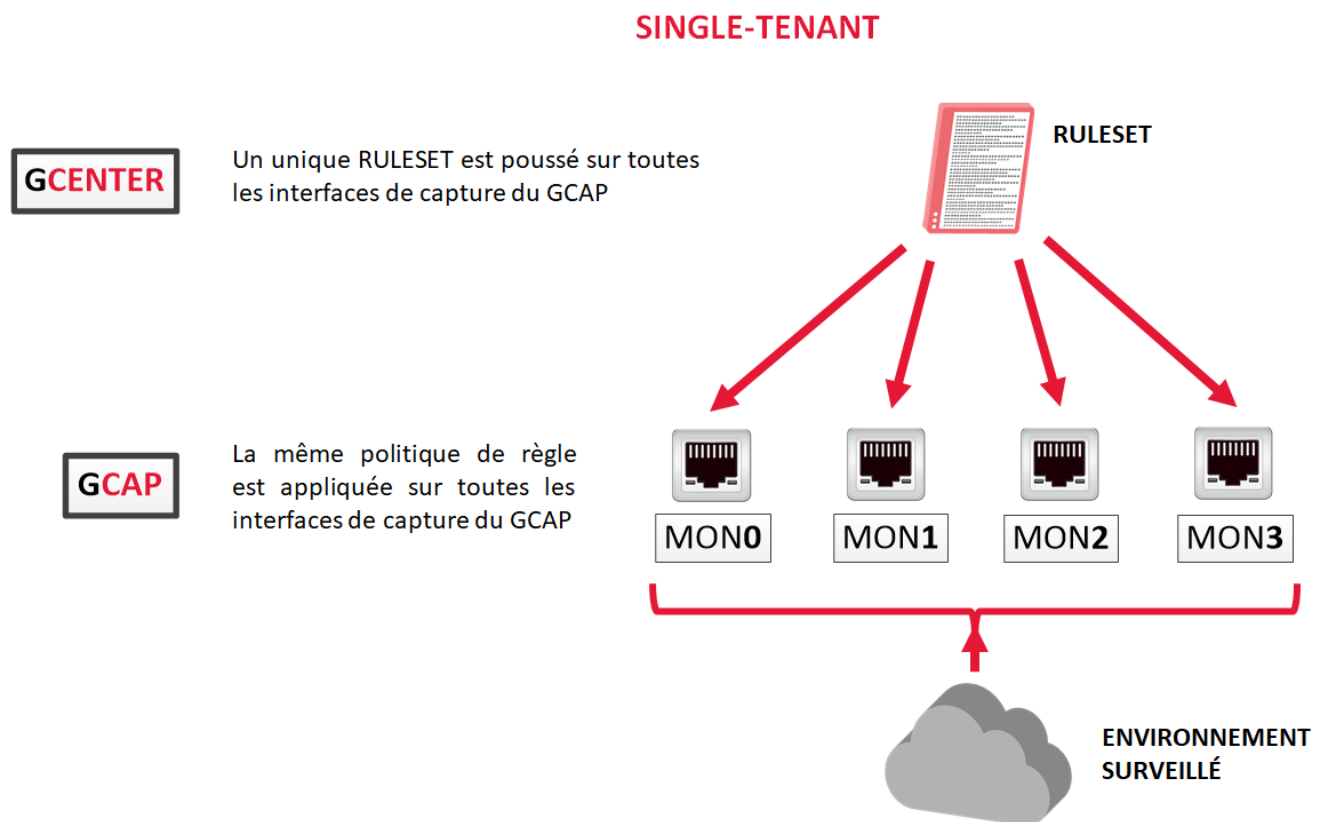 SINGLE-TENANT
RULESET
GCENTER
Un unique RULESET est poussé sur toutes
les interfaces de capture du GCAP
GCAP
La même politique de règle
est appliquée sur toutes les
interfaces de capture du GCAP
MON0
MON1
MON2
MON3
ENVIRONNEMENT
SURVEILLÉ